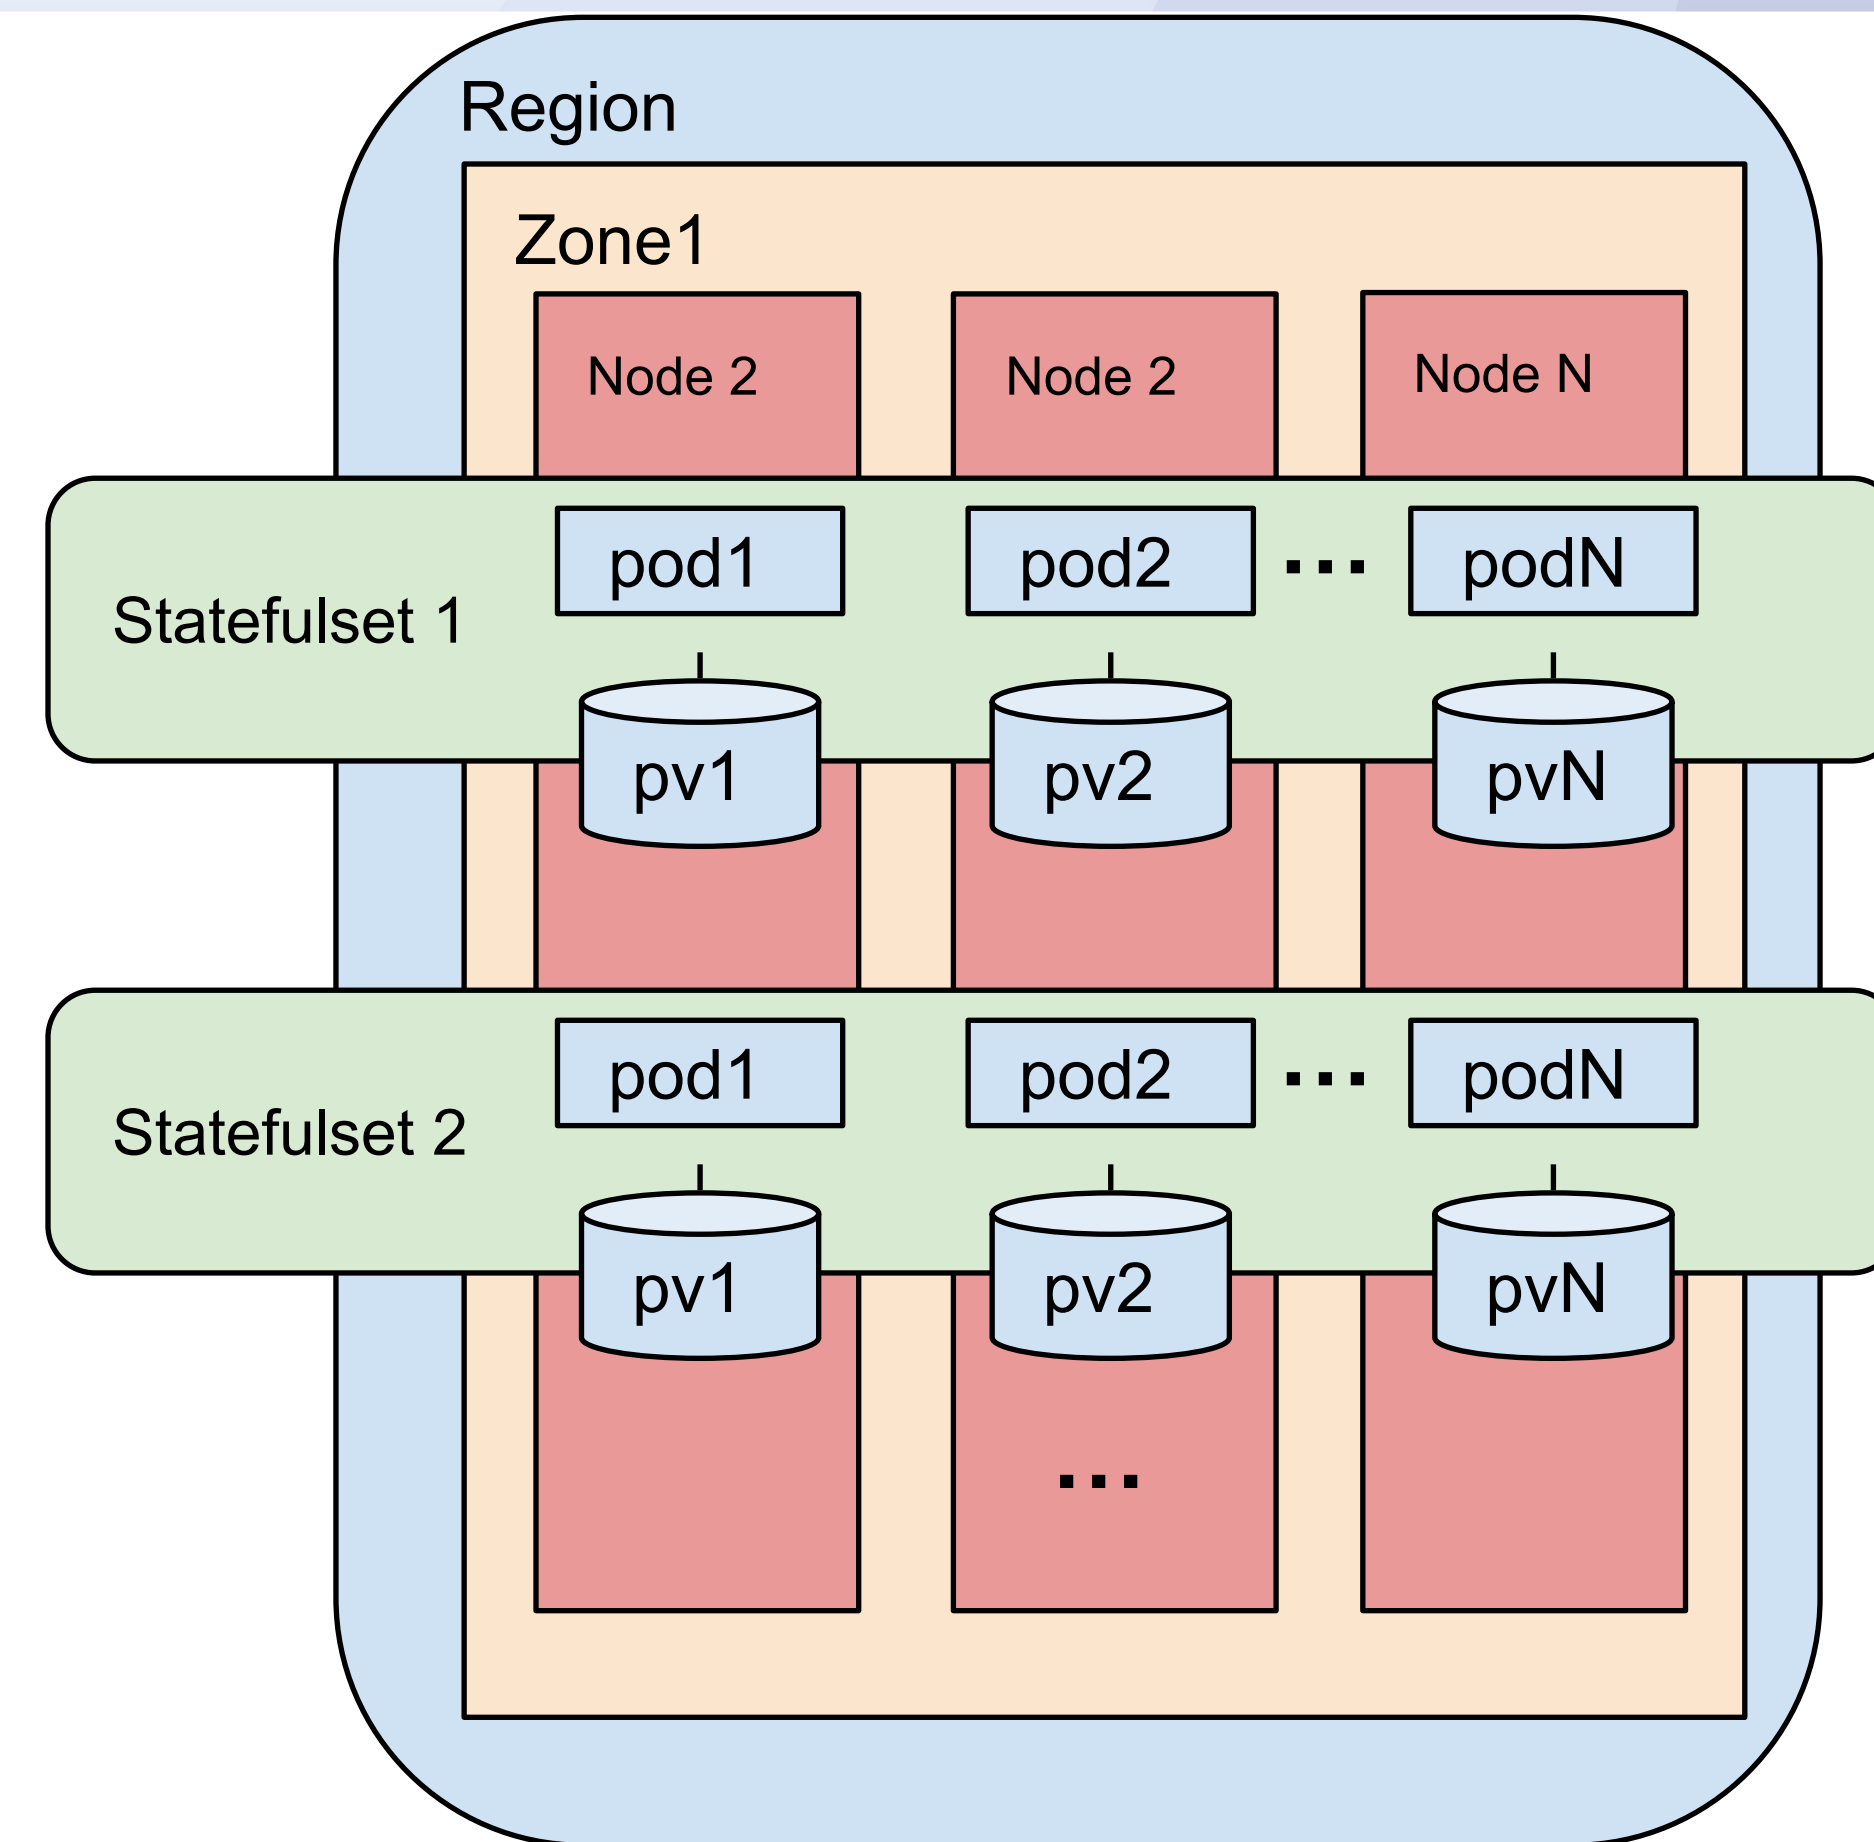 Region
Zone1
Node 2 Node 2 Node N
pod1 pod2 ... podN
Statefulset 1
pv1 pv2 pvN
pod1 pod2 ... podN
Statefulset 2
pv1 pv2 pvN
...